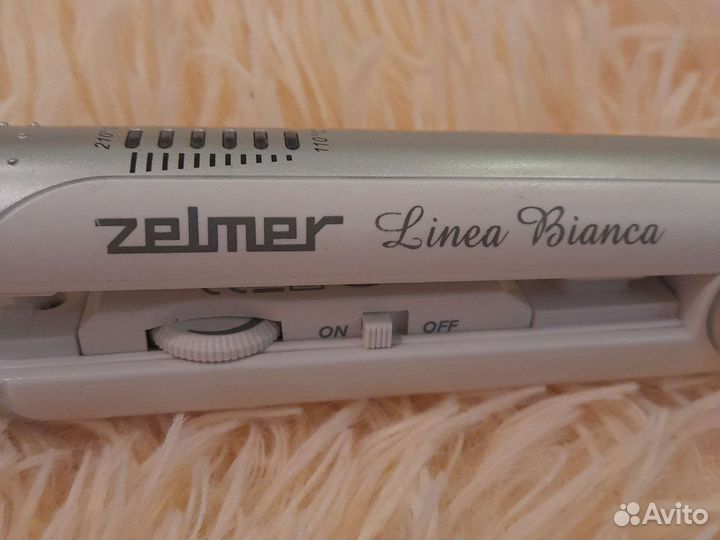 210°C 110°C
zelmer Linea Bianca
ON OFF
Avito